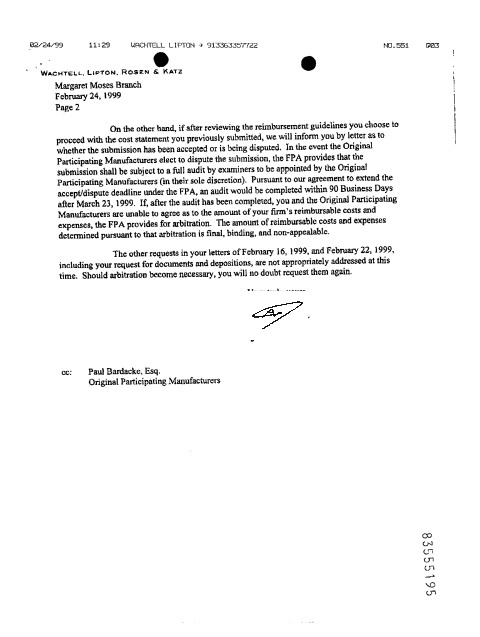 02/24/99 11:29 WACHTELL LIPTON → 913363357722 NO.551 003
WACHTELL, LIPTON, ROSEN & KATZ
Margaret Moses Branch
February 24, 1999
Page 2
On the other hand, if after reviewing the reimbursement guidelines you choose to
proceed with the cost statement you previously submitted, we will inform you by letter as to
whether the submission has been accepted or is being disputed. In the event the Original
Participating Manufacturers elect to dispute the submission, the FPA provides that the
submission shall be subject to a full audit by examiners to be appointed by the Original
Participating Manufacturers (in their sole discretion). Pursuant to our agreement to extend the
accept/dispute deadline under the FPA, an audit would be completed within 90 Business Days
after March 23, 1999. If, after the audit has been completed, you and the Original Participating
Manufacturers are unable to agree as to the amount of your firm's reimbursable costs and
expenses, the FPA provides for arbitration. The amount of reimbursable costs and expenses
determined pursuant to that arbitration is final, binding, and non-appealable.
The other requests in your letters of February 16, 1999, and February 22, 1999,
including your request for documents and depositions, are not appropriately addressed at this
time. Should arbitration become necessary, you will no doubt request them again.
cc: Paul Bardacke, Esq.
Original Participating Manufacturers
83555195